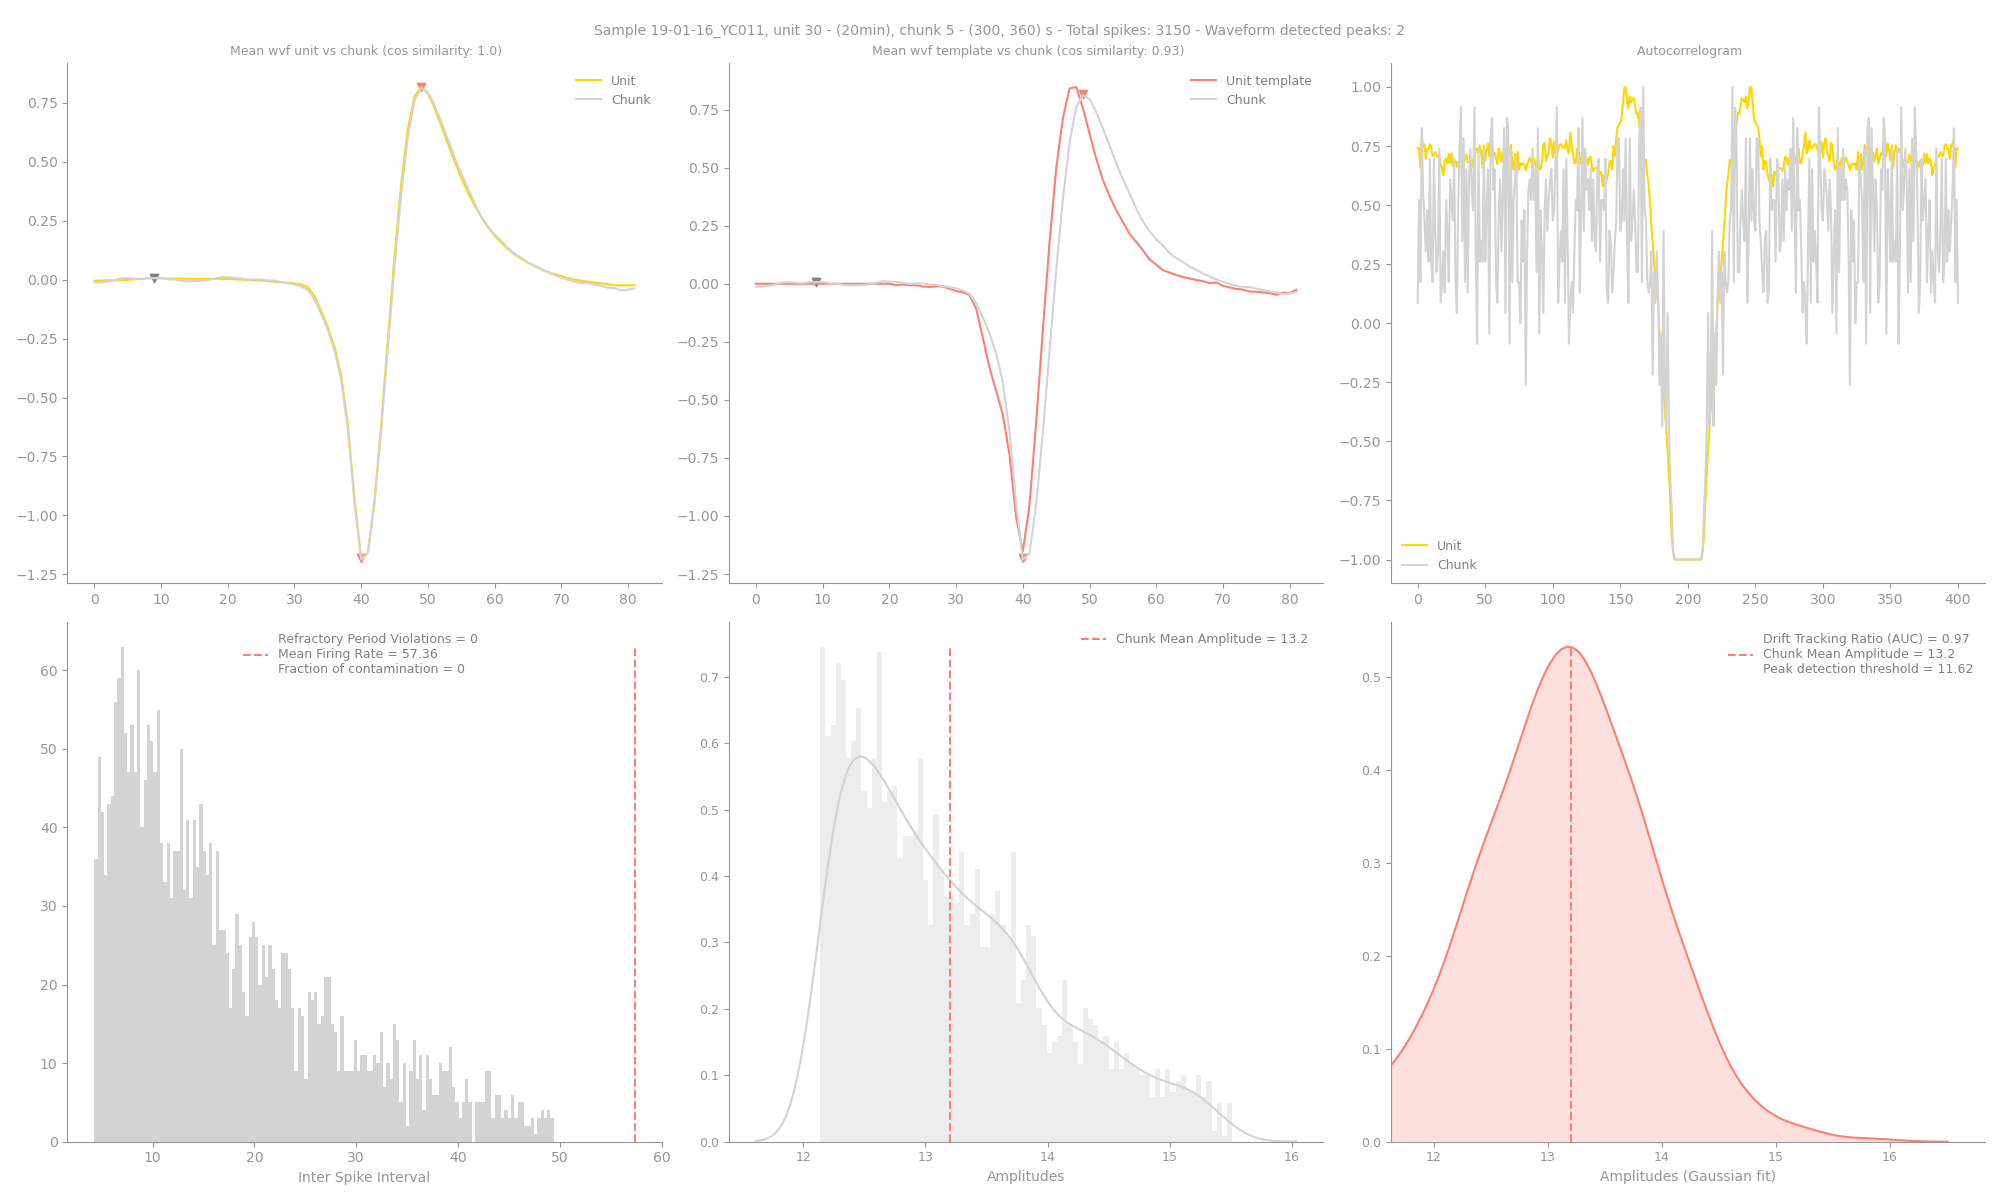 Sample 19-01-16_YC011, unit 30 - (20min), chunk 5 - (300, 360) s - Total spikes: 3150 - Waveform detected peaks: 2
Mean wvf unit vs chunk (cos similarity: 1.0)
Unit
Chunk
0.75
0.50
0.25
0.00
−0.25
−0.50
−0.75
−1.00
−1.25
0 10 20 30 40 50 60 70 80
Mean wvf template vs chunk (cos similarity: 0.93)
Unit template
Chunk
0.75
0.50
0.25
0.00
−0.25
−0.50
−0.75
−1.00
−1.25
0 10 20 30 40 50 60 70 80
Autocorrelogram
1.00
0.75
0.50
0.25
0.00
−0.25
−0.50
−0.75
−1.00
Unit
Chunk
0 50 100 150 200 250 300 350 400
Refractory Period Violations = 0
Mean Firing Rate = 57.36
Fraction of contamination = 0
60
50
40
30
20
10
0
10 20 30 40 50 60
Inter Spike Interval
Chunk Mean Amplitude = 13.2
0.7
0.6
0.5
0.4
0.3
0.2
0.1
0.0
12 13 14 15 16
Amplitudes
Drift Tracking Ratio (AUC) = 0.97
Chunk Mean Amplitude = 13.2
Peak detection threshold = 11.62
0.5
0.4
0.3
0.2
0.1
0.0
12 13 14 15 16
Amplitudes (Gaussian fit)